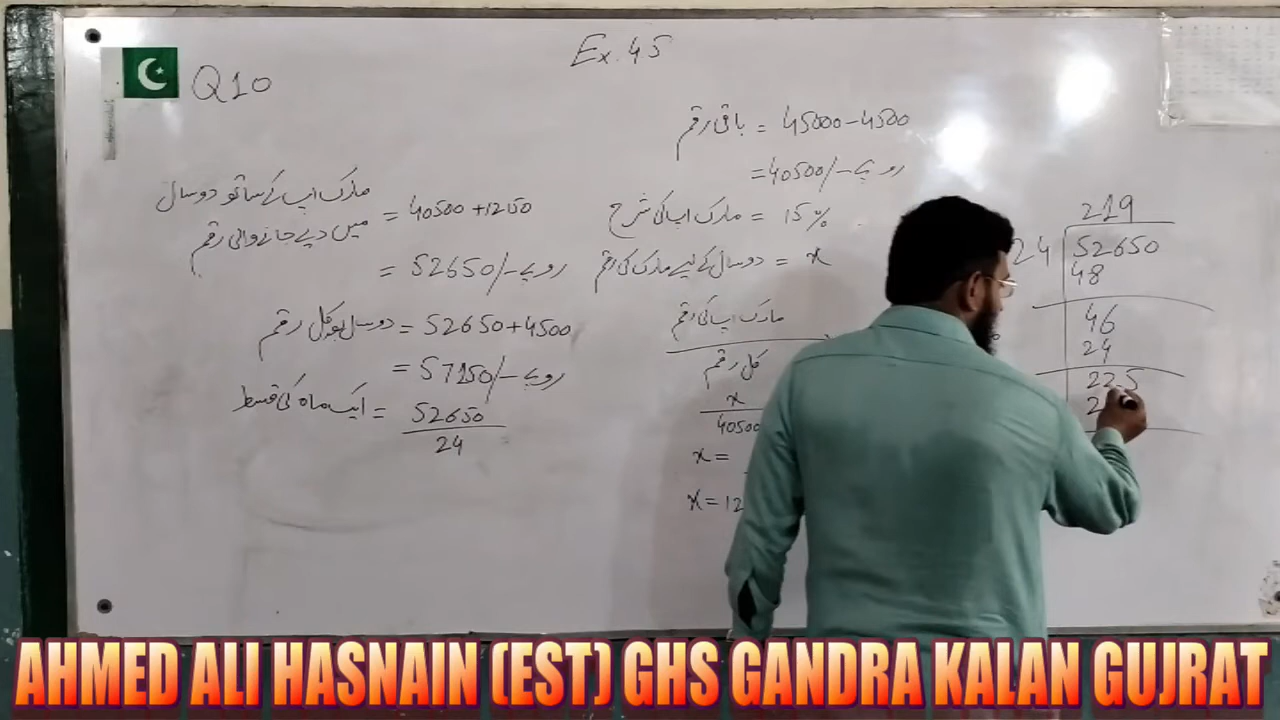 Ex. 45
Q10
باقی رقم = 45000-4500
=40500/- روپے
مارک اپ کی شرح = 15%
دو سال کے لیے مارک کی رقم = x
مارک اپ کی رقم
کل رقم
x
40500
x=
x=12
مارک اپ کے ساتھ دو سال
میں دیے جانے والی رقم = 40500+12150
= 52650/- روپے
دو سال بعد کل رقم = 52650+4500
= 57150/- روپے
ایک ماہ کی قسط = 52650
24
219
24 52650
48
46
24
225
2
AHMED ALI HASNAIN (EST) GHS GANDRA KALAN GUJRAT